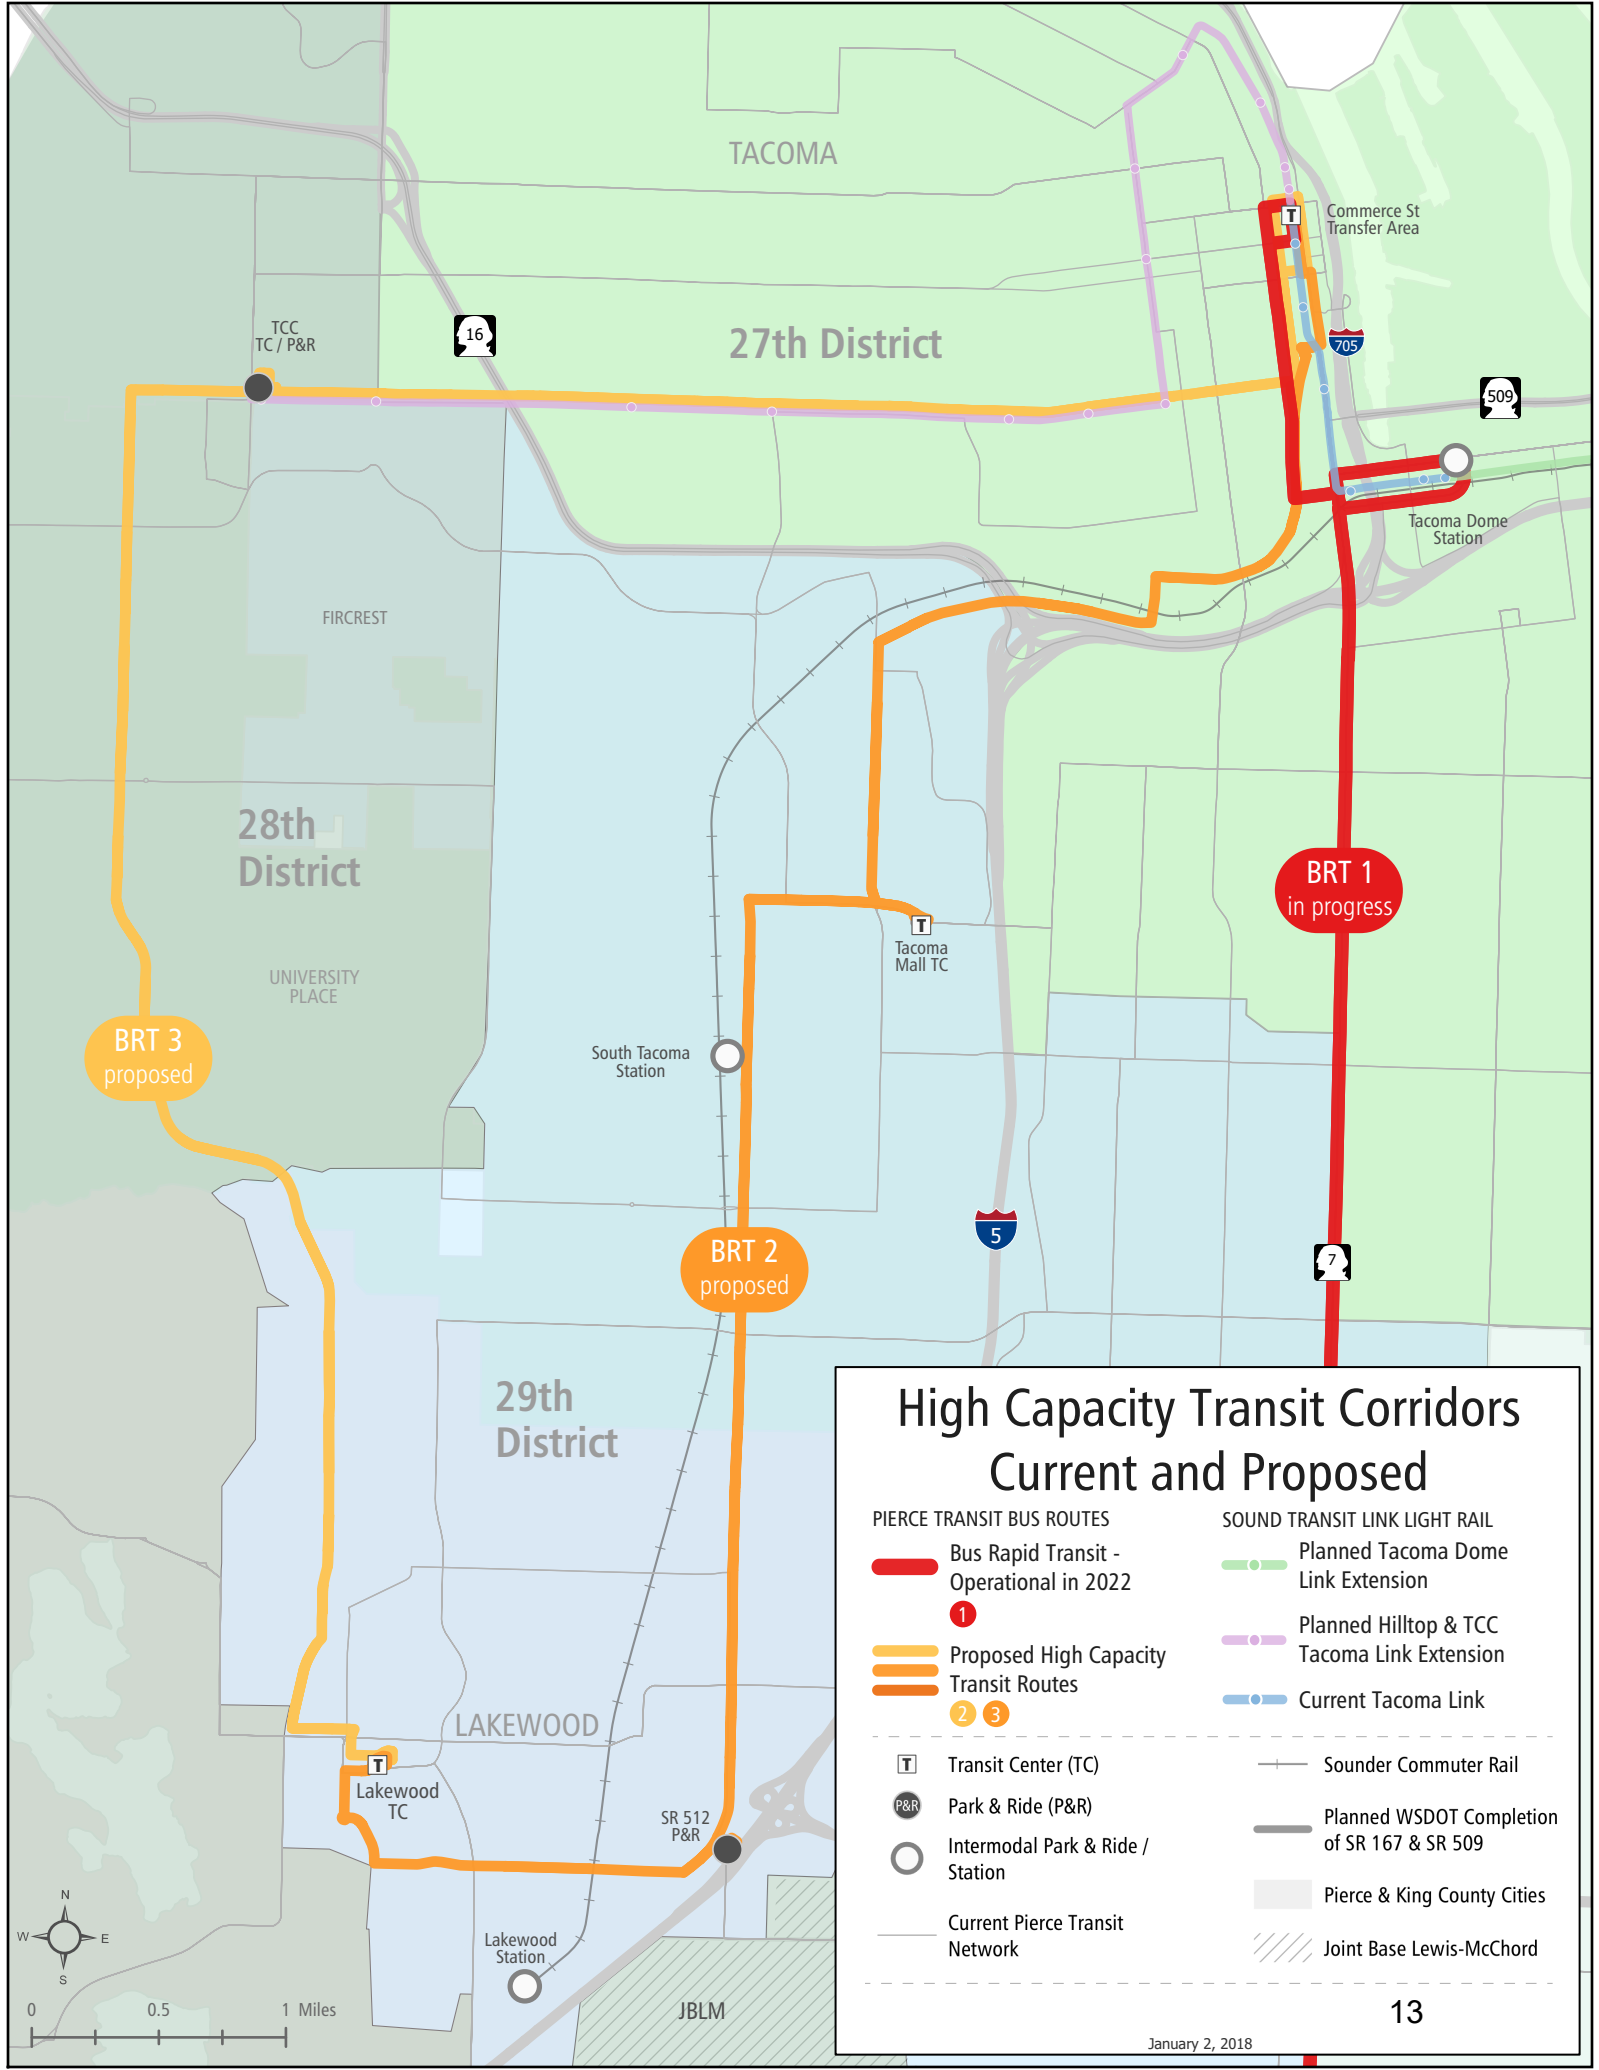 TACOMA
Commerce St
Transfer Area
TCC
TC / P&R
16
27th District
705
509
Tacoma Dome
Station
FIRCREST
28th
District
BRT 1
in progress
Tacoma
Mall TC
UNIVERSITY
PLACE
BRT 3
proposed
South Tacoma
Station
5
BRT 2
proposed
7
29th
District
LAKEWOOD
Lakewood
TC
SR 512
P&R
Lakewood
Station
JBLM
N
W
E
S
0
0.5
1 Miles
High Capacity Transit Corridors
Current and Proposed
PIERCE TRANSIT BUS ROUTES
Bus Rapid Transit -
Operational in 2022
1
Proposed High Capacity
Transit Routes
2
3
SOUND TRANSIT LINK LIGHT RAIL
Planned Tacoma Dome
Link Extension
Planned Hilltop & TCC
Tacoma Link Extension
Current Tacoma Link
T
Transit Center (TC)
P&R
Park & Ride (P&R)
Intermodal Park & Ride /
Station
Current Pierce Transit
Network
Sounder Commuter Rail
Planned WSDOT Completion
of SR 167 & SR 509
Pierce & King County Cities
Joint Base Lewis-McChord
13
January 2, 2018
T
T
T